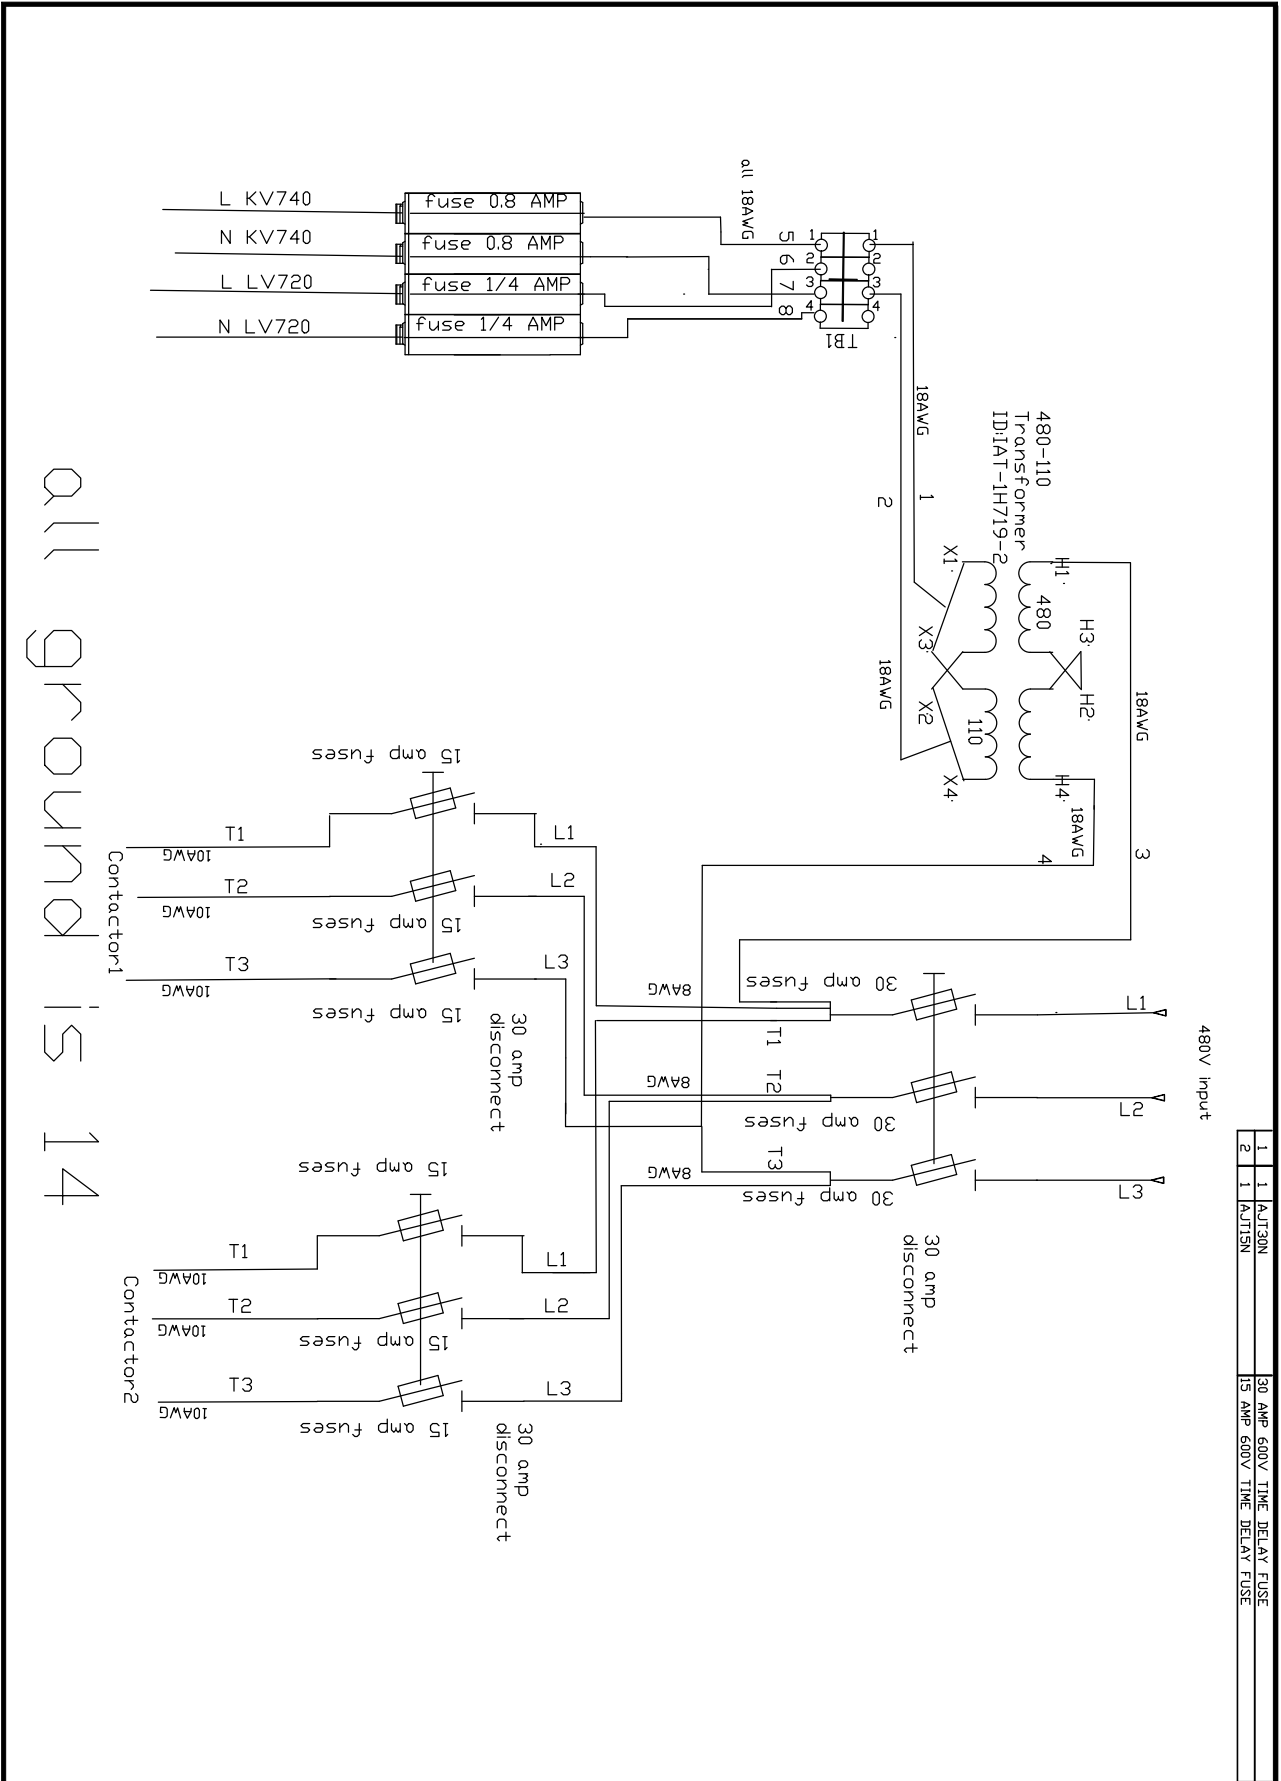 all 18AWG
L KV740
fuse 0.8 AMP
N KV740
fuse 0.8 AMP
L LV720
fuse 1/4 AMP
N LV720
fuse 1/4 AMP
5
6
7
8
1
2
3
4
1
2
3
4
TB1
18AWG
1
2
18AWG
480-110
Transformer
ID:IAT-1H719-2
X1
X3
X2
X4
H1
H3
H2
H4
480
110
18AWG
18AWG
3
4
all ground is 14
15 amp fuses
T1
10AWG
L1
T2
10AWG
L2
15 amp fuses
T3
10AWG
L3
15 amp fuses
Contactor1
30 amp
disconnect
8AWG
8AWG
8AWG
30 amp fuses
T1
T2
30 amp fuses
T3
30 amp fuses
L1
L2
L3
480V input
30 amp
disconnect
15 amp fuses
T1
10AWG
L1
T2
10AWG
L2
15 amp fuses
T3
10AWG
L3
15 amp fuses
Contactor2
30 amp
disconnect
1 1 AJT30N 30 AMP 600V TIME DELAY FUSE
2 1 AJT15N 15 AMP 600V TIME DELAY FUSE